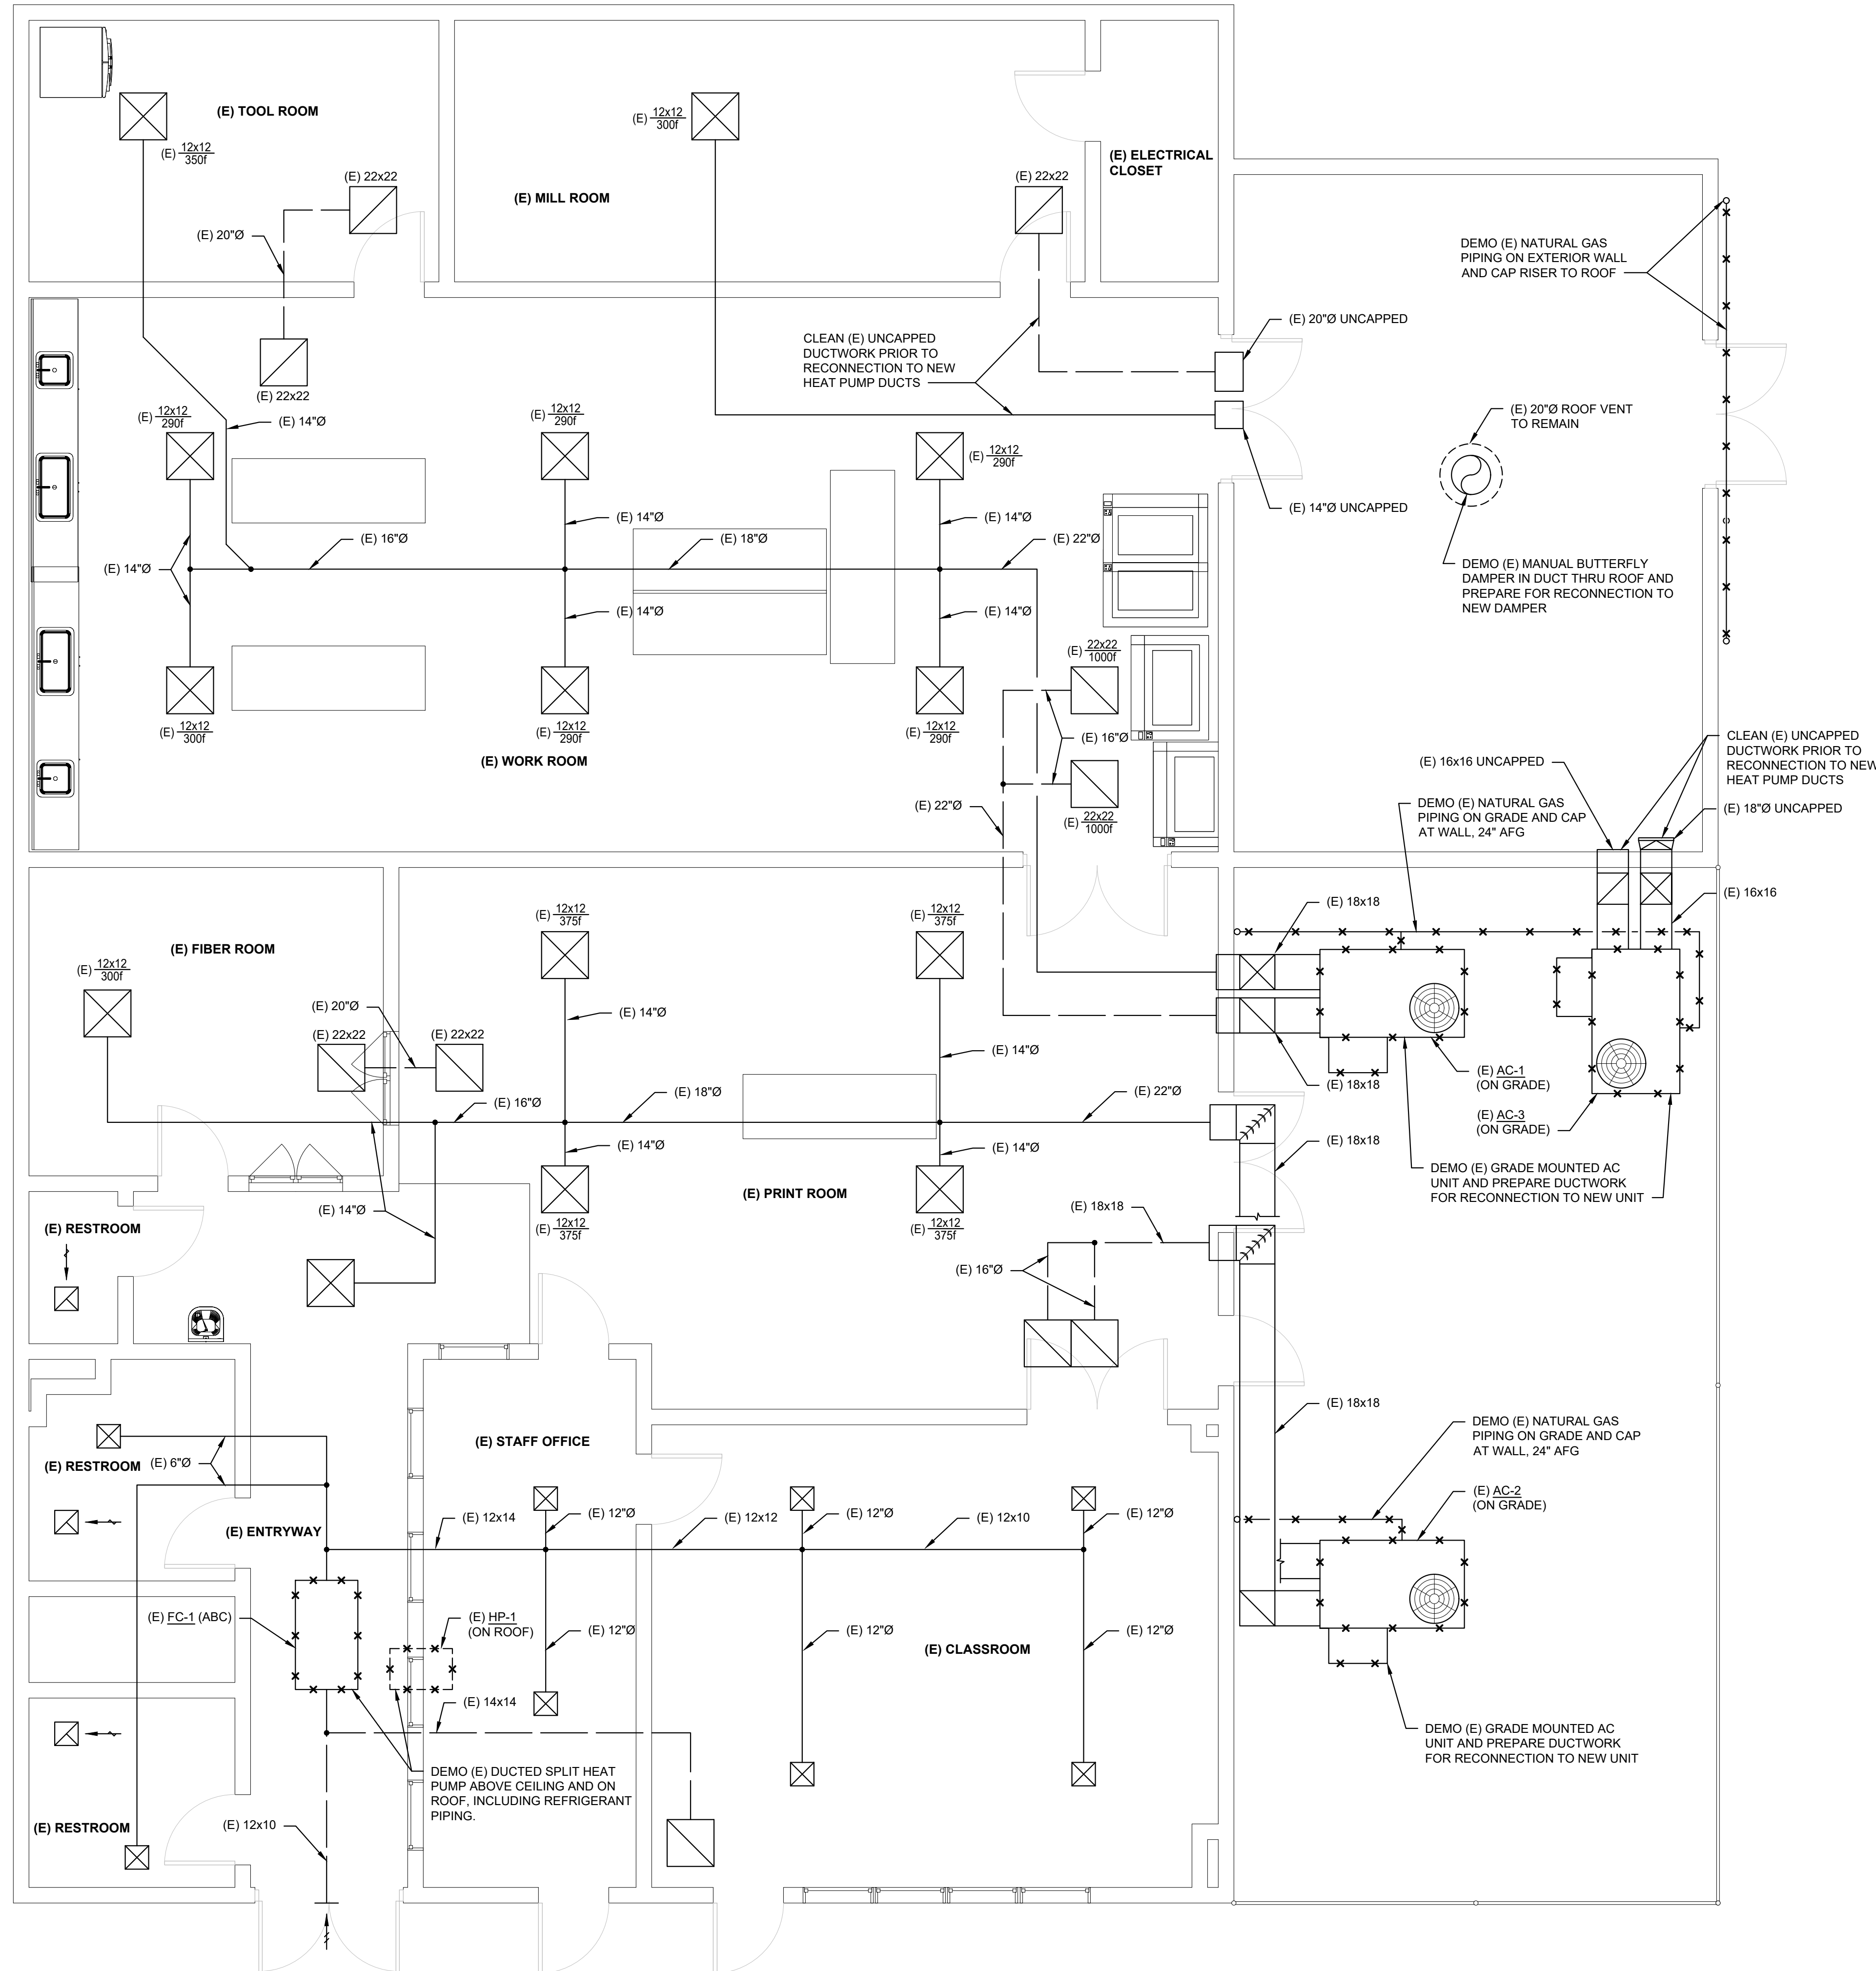 (E) TOOL ROOM
(E) 12x12
350f
(E) 22x22
(E) 20"Ø
(E) 22x22
(E) 12x12
300f
(E) MILL ROOM
(E) 22x22
(E) ELECTRICAL
CLOSET
DEMO (E) NATURAL GAS
PIPING ON EXTERIOR WALL
AND CAP RISER TO ROOF
CLEAN (E) UNCAPPED
DUCTWORK PRIOR TO
RECONNECTION TO NEW
HEAT PUMP DUCTS
(E) 20"Ø UNCAPPED
(E) 14"Ø UNCAPPED
(E) 20"Ø ROOF VENT
TO REMAIN
DEMO (E) MANUAL BUTTERFLY
DAMPER IN DUCT THRU ROOF AND
PREPARE FOR RECONNECTION TO
NEW DAMPER
(E) 12x12
290f
(E) 14"Ø
(E) 12x12
290f
(E) 12x12
290f
(E) 14"Ø
(E) 14"Ø
(E) 16"Ø
(E) 18"Ø
(E) 22"Ø
(E) 14"Ø
(E) 14"Ø
(E) 14"Ø
(E) 12x12
300f
(E) 12x12
290f
(E) 12x12
290f
(E) WORK ROOM
(E) 22x22
1000f
(E) 16"Ø
(E) 22x22
1000f
(E) 22"Ø
(E) 16x16 UNCAPPED
CLEAN (E) UNCAPPED
DUCTWORK PRIOR TO
RECONNECTION TO NEW
HEAT PUMP DUCTS
(E) 18"Ø UNCAPPED
DEMO (E) NATURAL GAS
PIPING ON GRADE AND CAP
AT WALL, 24" AFG
(E) 16x16
(E) 18x18
(E) 18x18
(E) AC-1
(ON GRADE)
(E) AC-3
(ON GRADE)
DEMO (E) GRADE MOUNTED AC
UNIT AND PREPARE DUCTWORK
FOR RECONNECTION TO NEW UNIT
(E) FIBER ROOM
(E) 12x12
300f
(E) 20"Ø
(E) 22x22
(E) 22x22
(E) 12x12
375f
(E) 12x12
375f
(E) 14"Ø
(E) 14"Ø
(E) 16"Ø
(E) 18"Ø
(E) 22"Ø
(E) 14"Ø
(E) 14"Ø
(E) 14"Ø
(E) 12x12
375f
(E) 12x12
375f
(E) PRINT ROOM
(E) 18x18
(E) 18x18
(E) 16"Ø
(E) RESTROOM
(E) 18x18
DEMO (E) NATURAL GAS
PIPING ON GRADE AND CAP
AT WALL, 24" AFG
(E) AC-2
(ON GRADE)
DEMO (E) GRADE MOUNTED AC
UNIT AND PREPARE DUCTWORK
FOR RECONNECTION TO NEW UNIT
(E) STAFF OFFICE
(E) RESTROOM
(E) 6"Ø
(E) ENTRYWAY
(E) 12x14
(E) 12"Ø
(E) 12x12
(E) 12"Ø
(E) 12x10
(E) 12"Ø
(E) FC-1 (ABC)
(E) HP-1
(ON ROOF)
(E) 12"Ø
(E) 12"Ø
(E) 12"Ø
(E) CLASSROOM
(E) 14x14
DEMO (E) DUCTED SPLIT HEAT
PUMP ABOVE CEILING AND ON
ROOF, INCLUDING REFRIGERANT
PIPING.
(E) RESTROOM
(E) 12x10